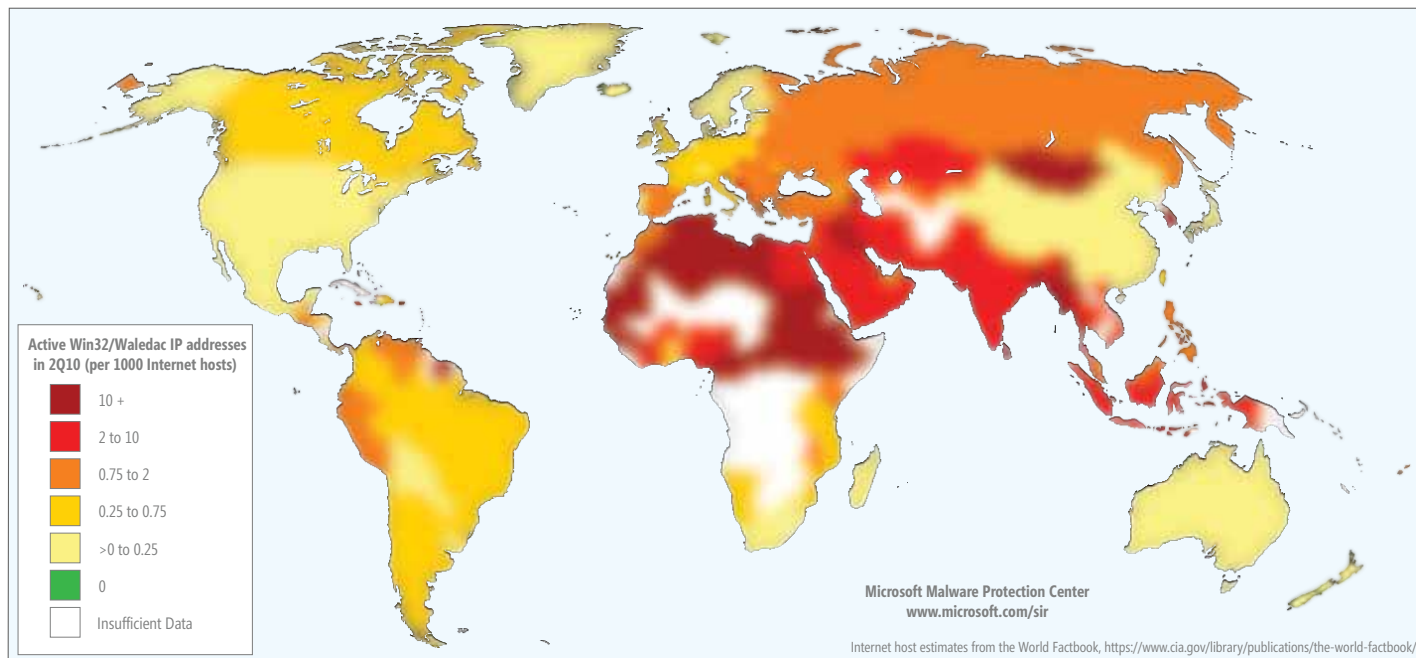 Active Win32/Waledac IP addresses
in 2Q10 (per 1000 Internet hosts)
10 +
2 to 10
0.75 to 2
0.25 to 0.75
>0 to 0.25
0
Insufficient Data
Microsoft Malware Protection Center
www.microsoft.com/sir
Internet host estimates from the World Factbook, https://www.cia.gov/library/publications/the-world-factbook/